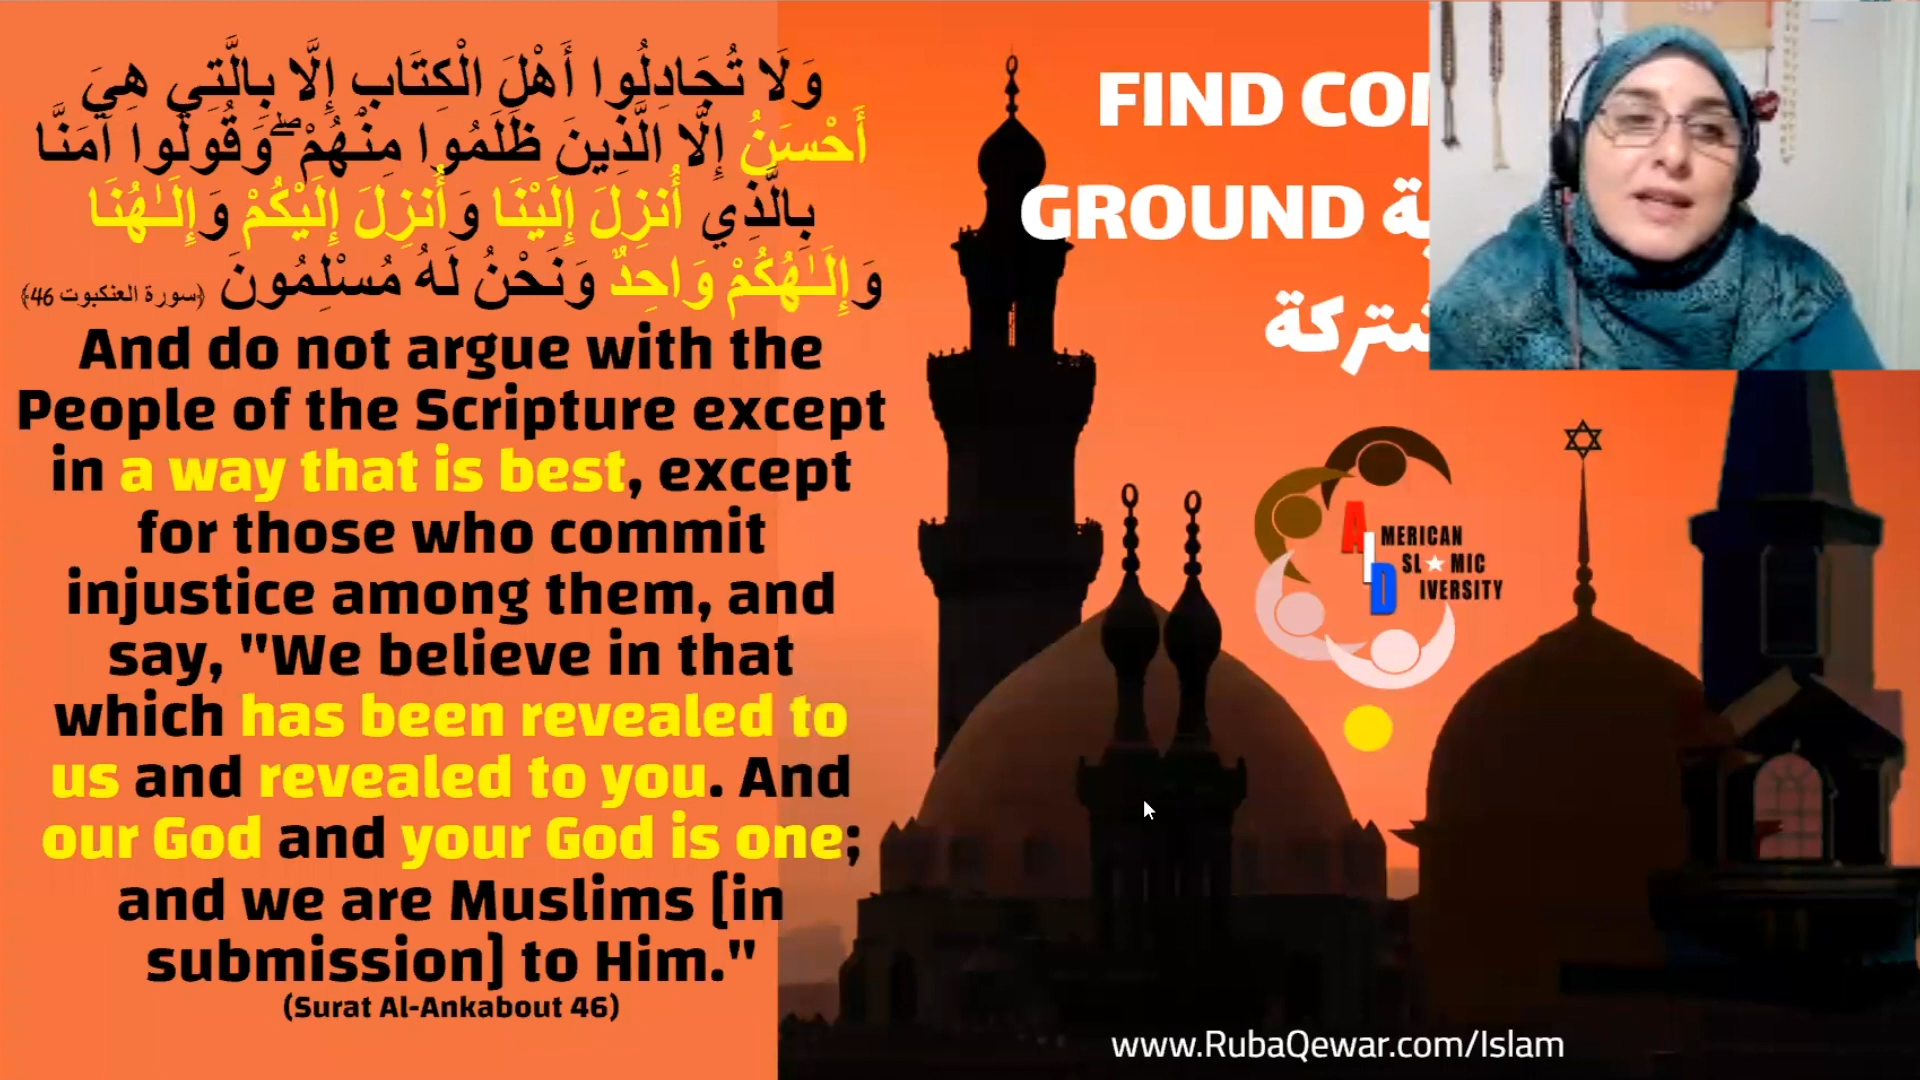 وَلَا تُجَادِلُوا أَهْلَ الْكِتَابِ إِلَّا بِالَّتِي هِيَ
أَحْسَنُ إِلَّا الَّذِينَ ظَلَمُوا مِنْهُمْ ۖ وَقُولُوا آمَنَّا
بِالَّذِي أُنزِلَ إِلَيْنَا وَأُنزِلَ إِلَيْكُمْ وَإِلَـٰهُنَا
وَإِلَـٰهُكُمْ وَاحِدٌ وَنَحْنُ لَهُ مُسْلِمُونَ ﴿سورة العنكبوت 46﴾
And do not argue with the
People of the Scripture except
in a way that is best, except
for those who commit
injustice among them, and
say, "We believe in that
which has been revealed to
us and revealed to you. And
our God and your God is one;
and we are Muslims [in
submission] to Him."
(Surat Al-Ankabout 46)
FIND
GROUND
AMERICAN
ISL★MIC
DIVERSITY
www.RubaQewar.com/Islam